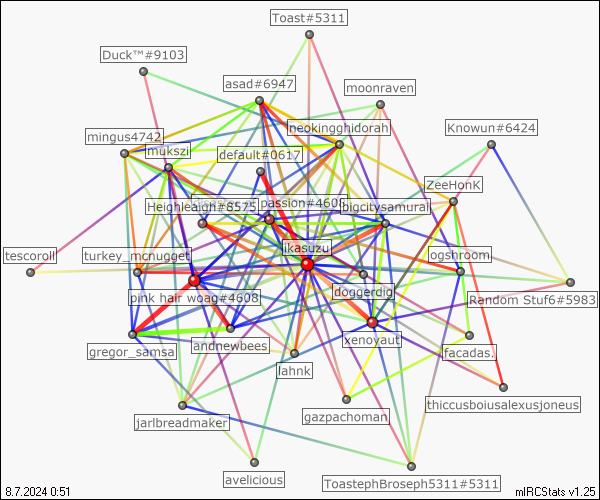 Toast#5311
Duck™#9103
asad#6947
moonraven
neokingghidorah
Knowun#6424
mingus4742
mukszi
default#0617
ZeeHonK
Heighleaigh#8575
passion#4608
bigcitysamurai
ikasuzu
tescoroll
turkey_mcnugget
ogshroom
pink hair woag#4608
doggerdig
Random Stuf6#5983
xenovaut
gregor_samsa
andnewbees
facadas.
lahnk
thiccusboiusalexusjoneus
jarlbreadmaker
gazpachoman
avelicious
ToastephBroseph5311#5311
8.7.2024 0:51
mIRCStats v1.25